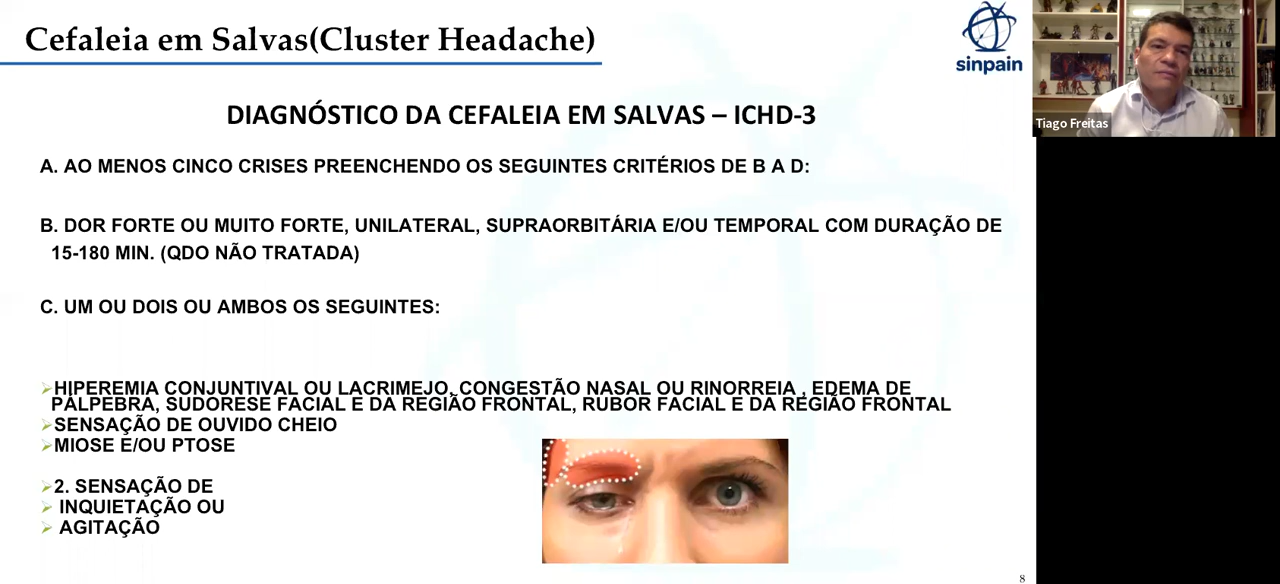 Cefaleia em Salvas(Cluster Headache)
sinpain
Tiago Freitas
DIAGNÓSTICO DA CEFALEIA EM SALVAS – ICHD-3
A. AO MENOS CINCO CRISES PREENCHENDO OS SEGUINTES CRITÉRIOS DE B A D:
B. DOR FORTE OU MUITO FORTE, UNILATERAL, SUPRAORBITÁRIA E/OU TEMPORAL COM DURAÇÃO DE
15-180 MIN. (QDO NÃO TRATADA)
C. UM OU DOIS OU AMBOS OS SEGUINTES:
HIPEREMIA CONJUNTIVAL OU LACRIMEJO, CONGESTÃO NASAL OU RINORREIA , EDEMA DE
PÁLPEBRA, SUDORESE FACIAL E DA REGIÃO FRONTAL, RUBOR FACIAL E DA REGIÃO FRONTAL
SENSAÇÃO DE OUVIDO CHEIO
MIOSE E/OU PTOSE
2. SENSAÇÃO DE
INQUIETAÇÃO OU
AGITAÇÃO
8